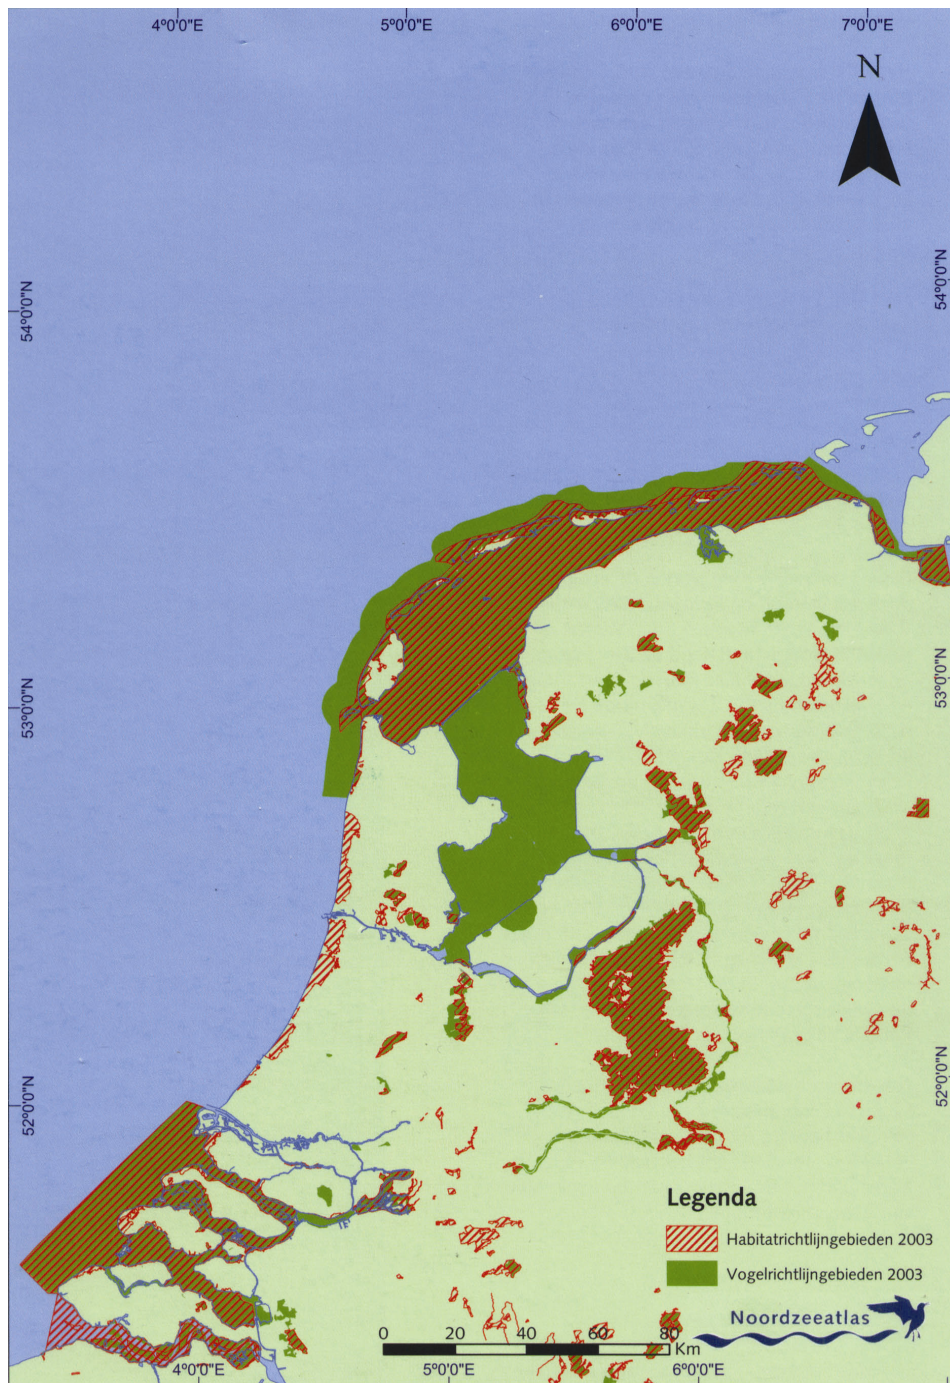 4°0'0"E 5°0'0"E 6°0'0"E 7°0'0"E
N
54°0'0"N 54°0'0"N
53°0'0"N 53°0'0"N
52°0'0"N 52°0'0"N
Legenda
Habitatrichtlijngebieden 2003
Vogelrichtlijngebieden 2003
Noordzeeatlas
0 20 40 60 80
Km
4°0'0"E 5°0'0"E 6°0'0"E